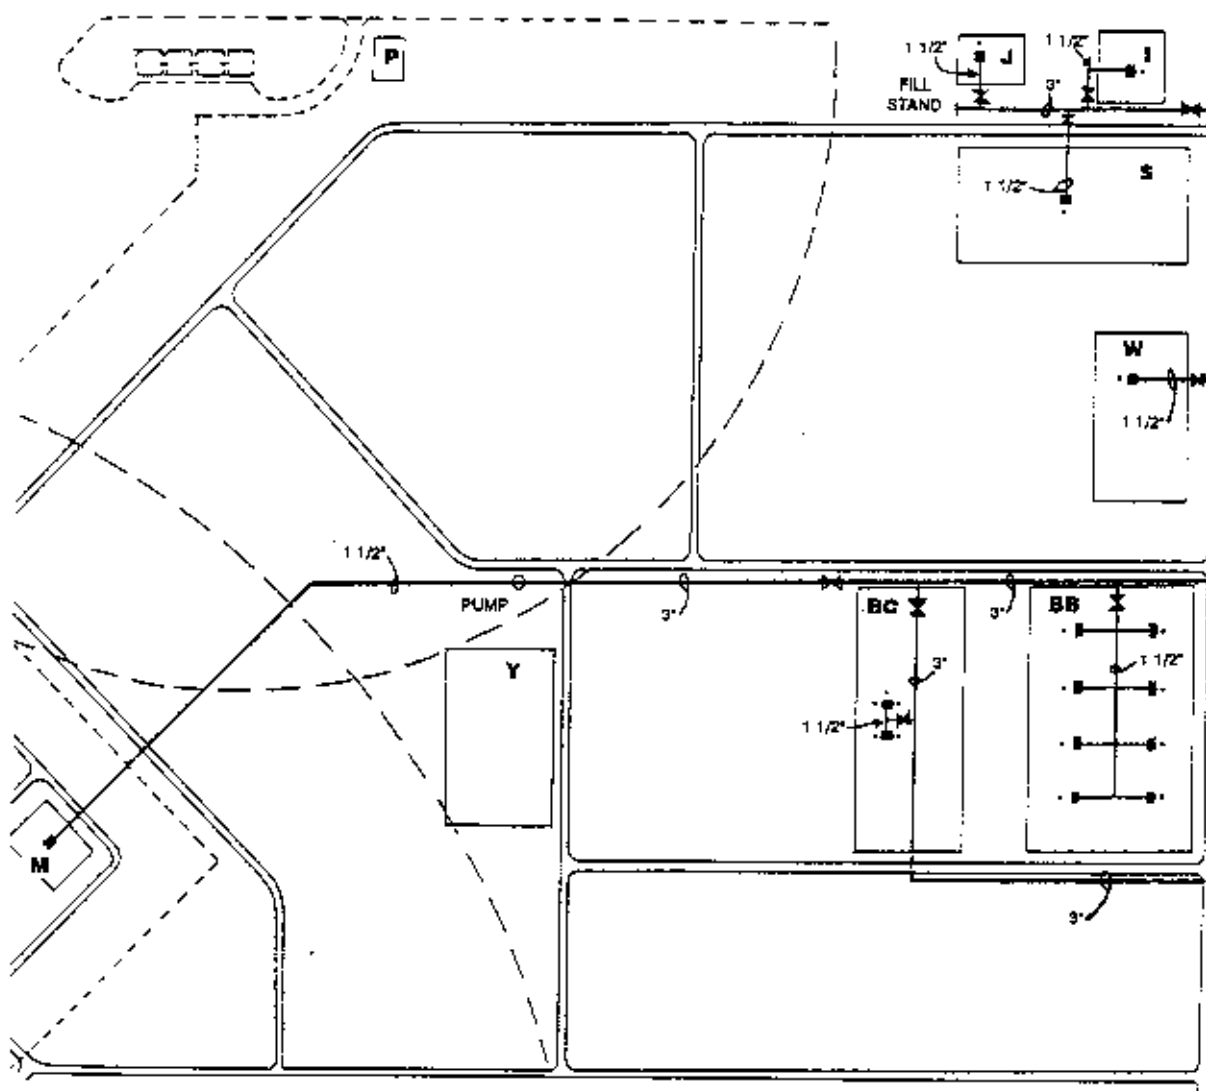 P
1 1/2"
J
1 1/2"
I
FILL
STAND
3"
S
1 1/2"
W
1 1/2"
1 1/2"
PUMP
3"
BC
3"
BB
Y
3"
1 1/2"
1 1/2"
M
3"